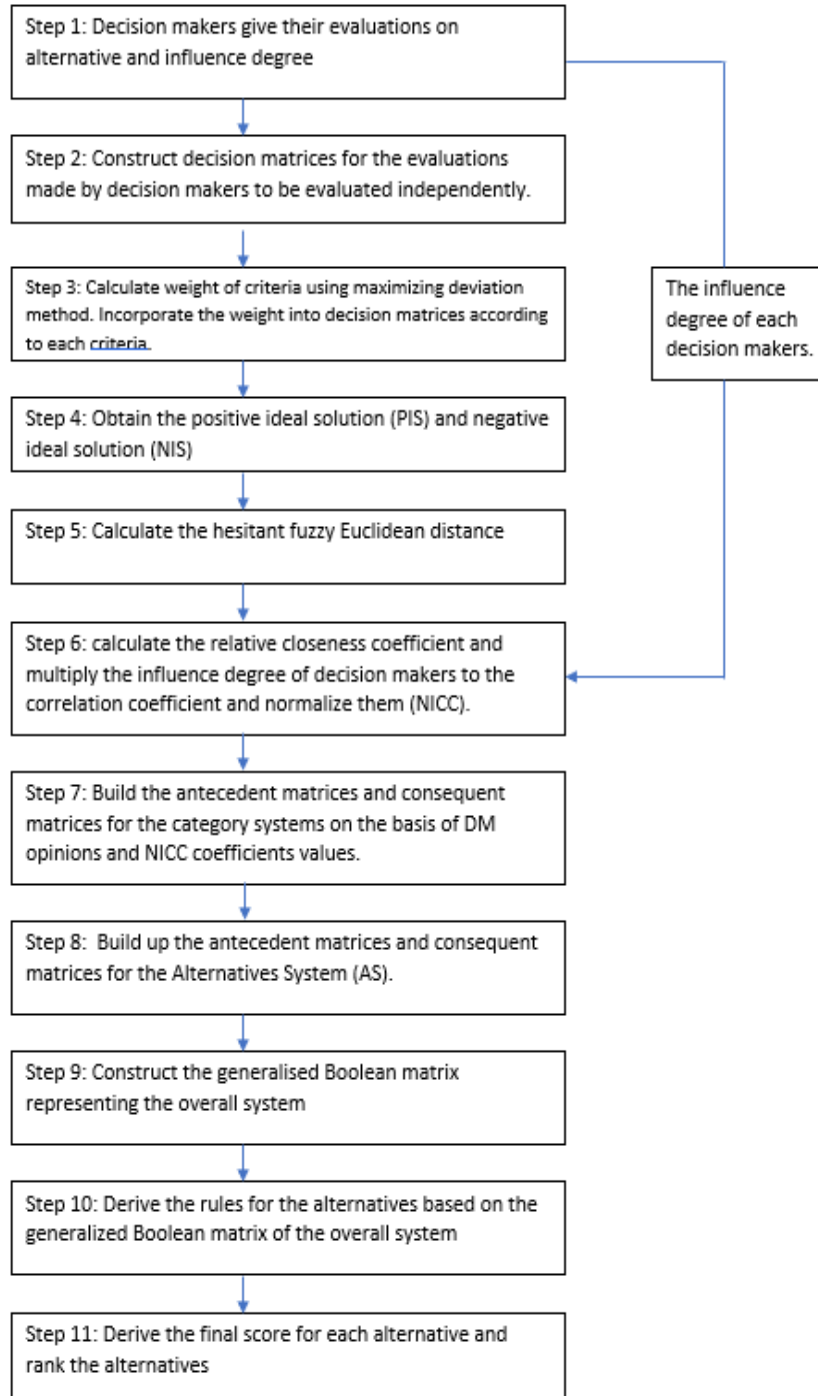 Step 1: Decision makers give their evaluations on
alternative and influence degree
Step 2: Construct decision matrices for the evaluations
made by decision makers to be evaluated independently.
Step 3: Calculate weight of criteria using maximizing deviation
method. Incorporate the weight into decision matrices according
to each criteria.
The influence
degree of each
decision makers.
Step 4: Obtain the positive ideal solution (PIS) and negative
ideal solution (NIS)
Step 5: Calculate the hesitant fuzzy Euclidean distance
Step 6: calculate the relative closeness coefficient and
multiply the influence degree of decision makers to the
correlation coefficient and normalize them (NICC).
Step 7: Build the antecedent matrices and consequent
matrices for the category systems on the basis of DM
opinions and NICC coefficients values.
Step 8:  Build up the antecedent matrices and consequent
matrices for the Alternatives System (AS).
Step 9: Construct the generalised Boolean matrix
representing the overall system
Step 10: Derive the rules for the alternatives based on the
generalized Boolean matrix of the overall system
Step 11: Derive the final score for each alternative and
rank the alternatives